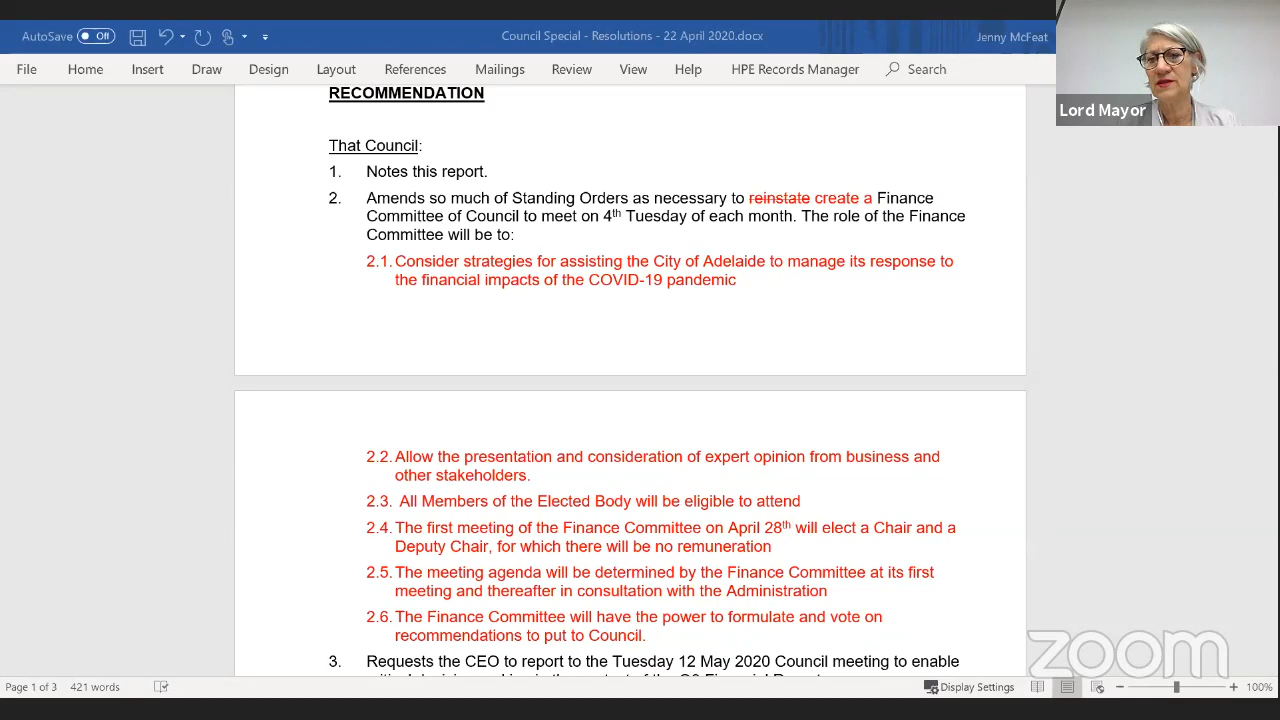 AutoSave Off Council Special - Resolutions - 22 April 2020.docx Jenny McFeat
File Home Insert Draw Design Layout References Mailings Review View Help HPE Records Manager Search
Lord Mayor
RECOMMENDATION
That Council:
1. Notes this report.
2. Amends so much of Standing Orders as necessary to reinstate create a Finance
Committee of Council to meet on 4th Tuesday of each month. The role of the Finance
Committee will be to:
2.1. Consider strategies for assisting the City of Adelaide to manage its response to
the financial impacts of the COVID-19 pandemic
2.2. Allow the presentation and consideration of expert opinion from business and
other stakeholders.
2.3. All Members of the Elected Body will be eligible to attend
2.4. The first meeting of the Finance Committee on April 28th will elect a Chair and a
Deputy Chair, for which there will be no remuneration
2.5. The meeting agenda will be determined by the Finance Committee at its first
meeting and thereafter in consultation with the Administration
2.6. The Finance Committee will have the power to formulate and vote on
recommendations to put to Council.
3. Requests the CEO to report to the Tuesday 12 May 2020 Council meeting to enable
zoom
Page 1 of 3 421 words Display Settings 100%